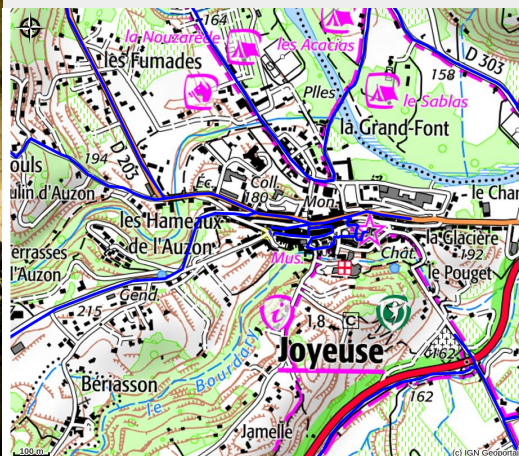 164
la Nouzarède
les Fumades
les Acacias
D 303
158
Plles
le Sablas
la Grand-Font
ouls
194
ulin d'Auzon
D 203
Éc.
Coll.
180
Mon.
le Char
les Hameaux
de l'Auzon
la Glacière
192
errasses
l'Auzon
Mus.
Chât.
le Pouget
Gend.
215
i
1,8
C
Joyeuse
162
Bourdary
le
Bériasson
162
Jamelle
100 m
(c) IGN Geoportai